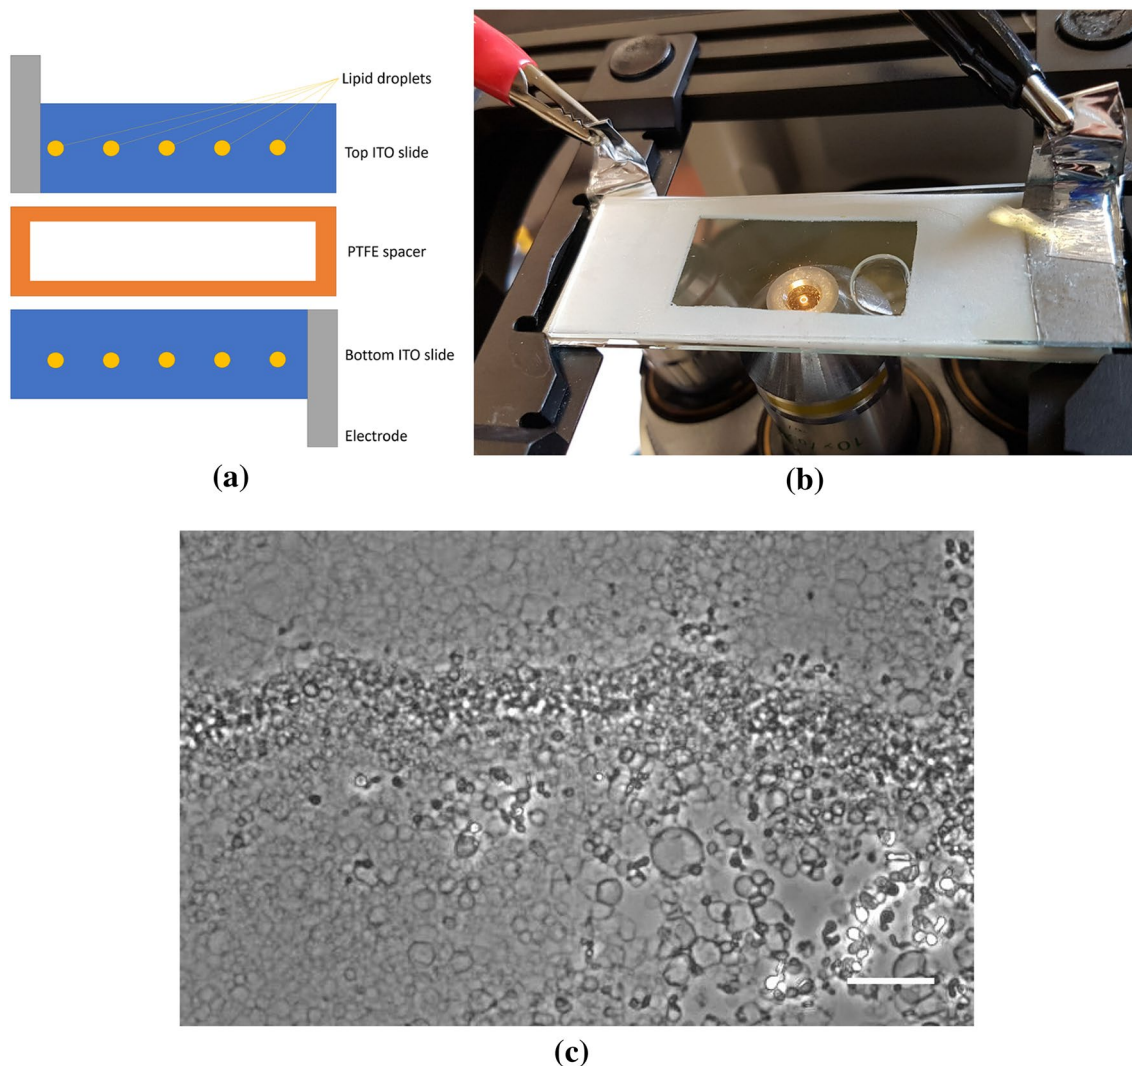 Lipid droplets
Top ITO slide
PTFE spacer
Bottom ITO slide
Electrode
(a)
(b)
(c)